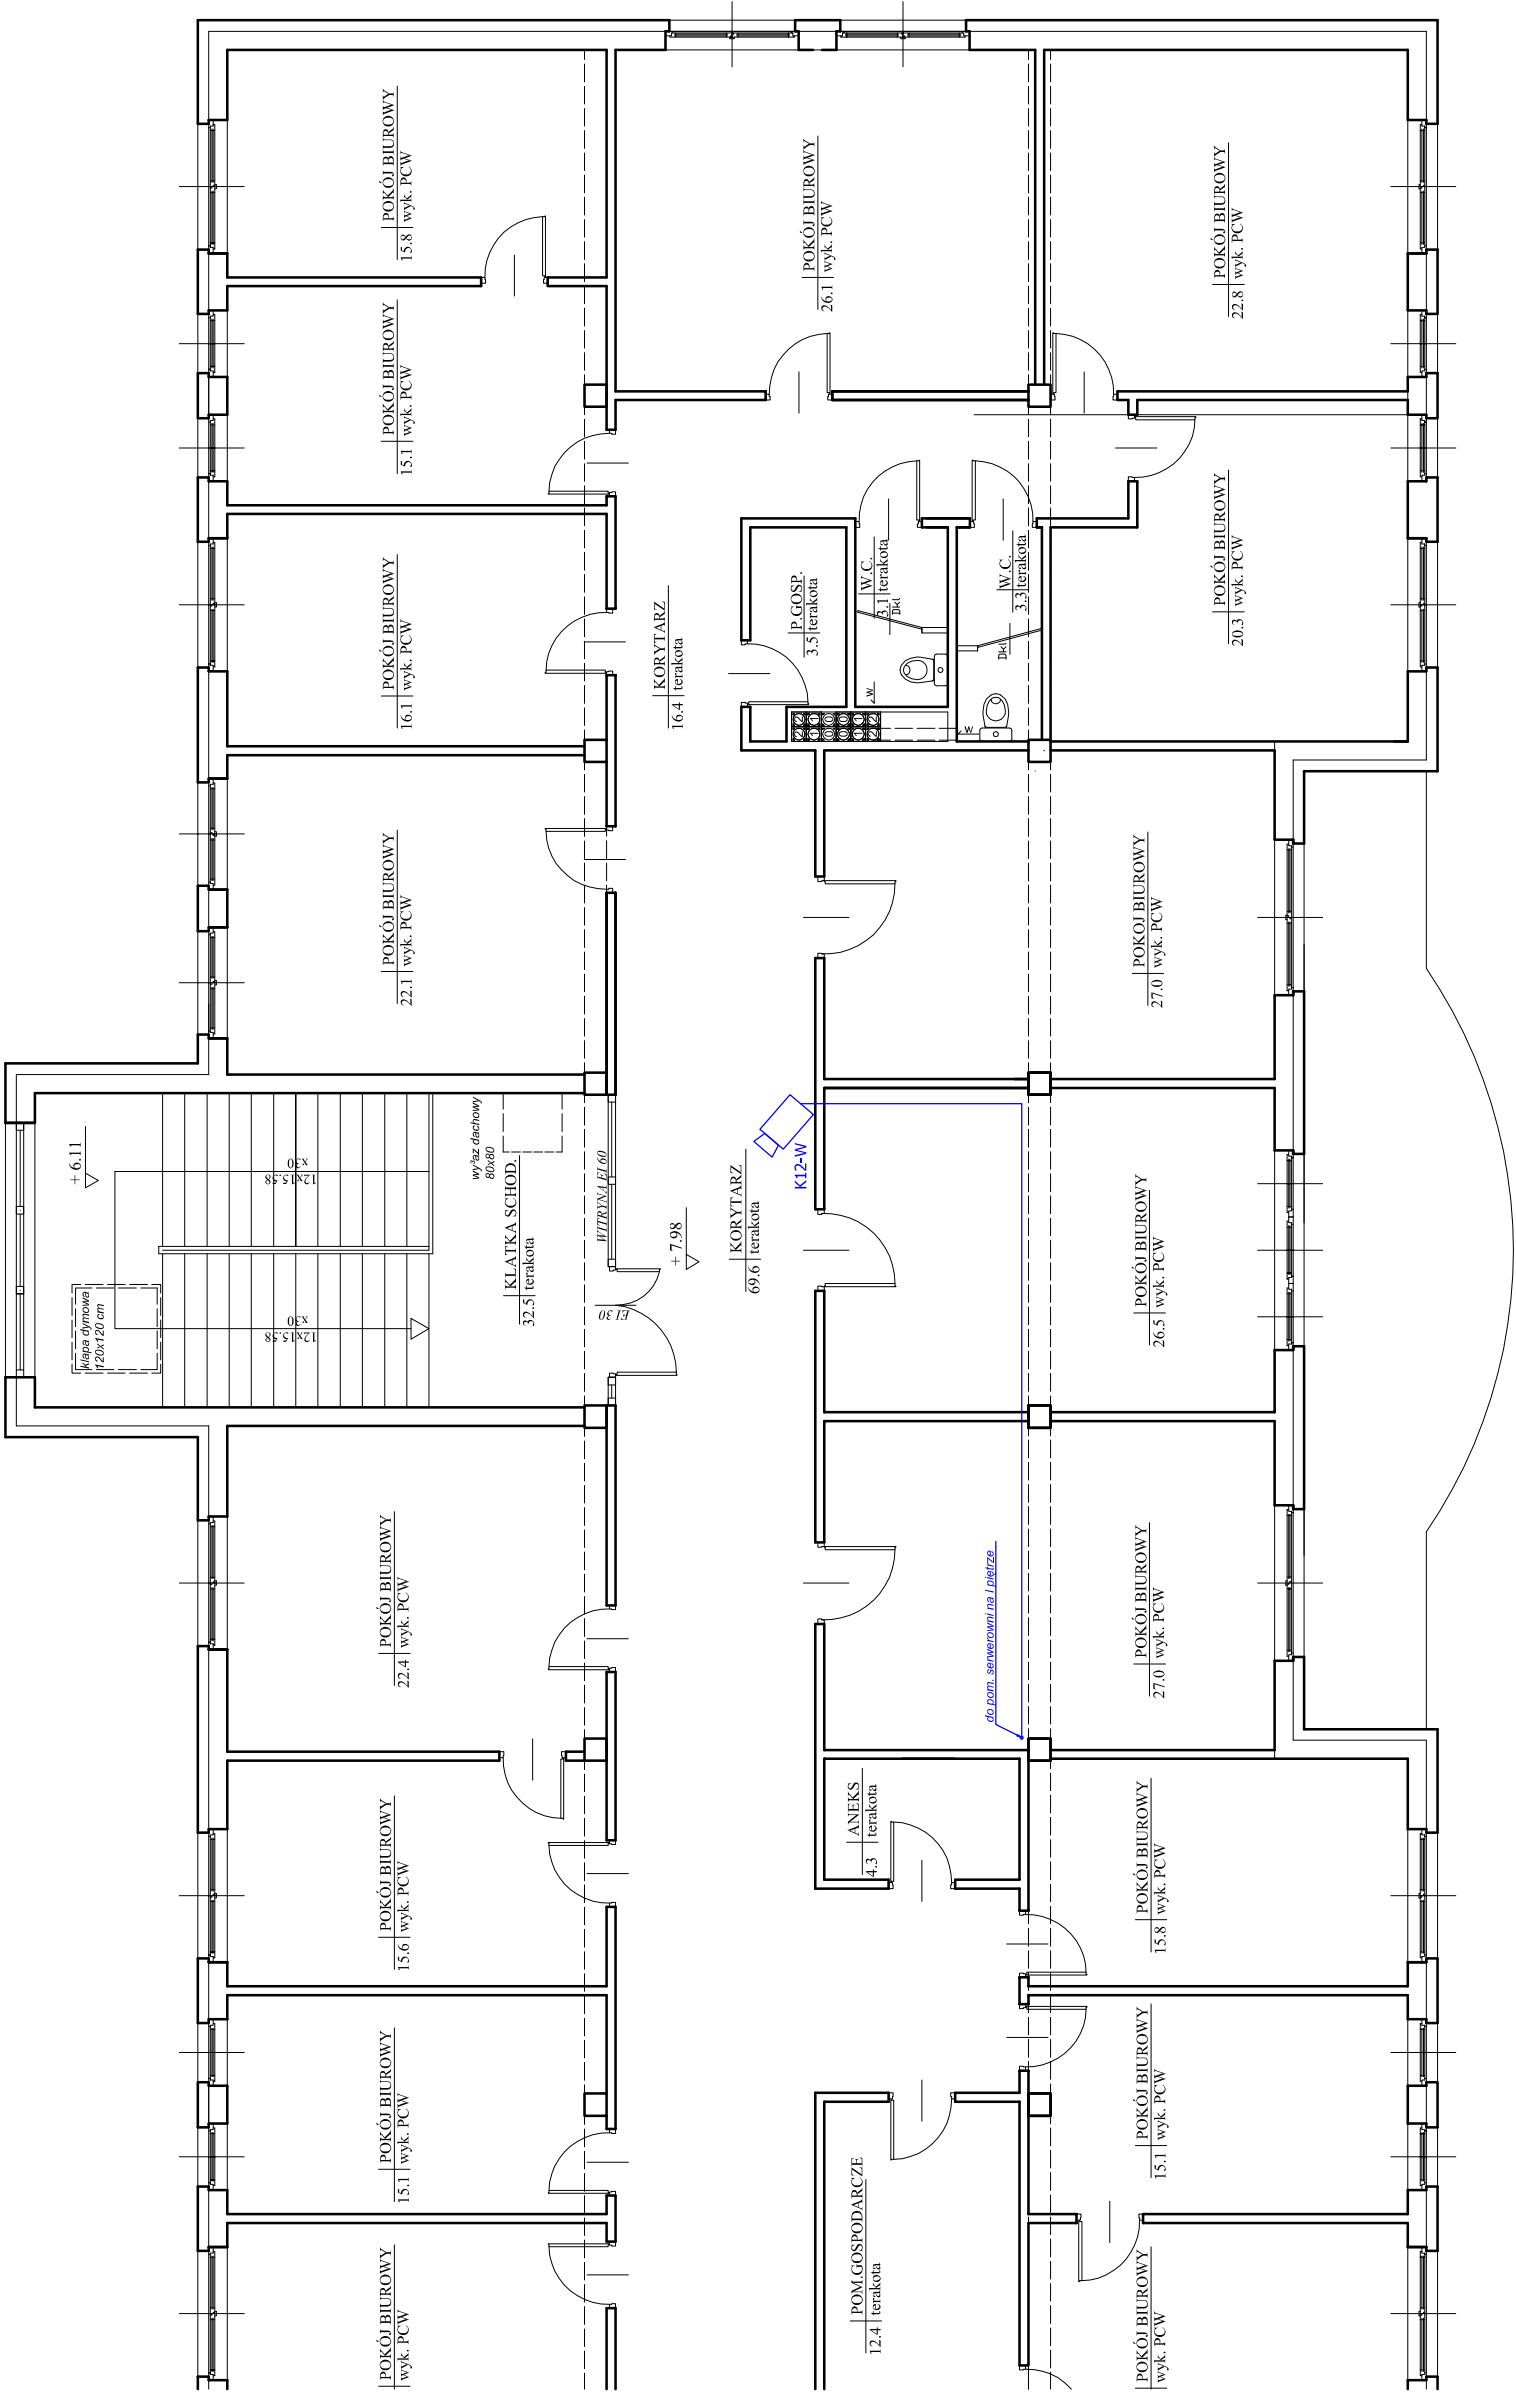 POKÓJ BIUROWY
15.8 wyk. PCW
POKÓJ BIUROWY
26.1 wyk. PCW
POKÓJ BIUROWY
22.8 wyk. PCW
POKÓJ BIUROWY
15.1 wyk. PCW
POKÓJ BIUROWY
16.1 wyk. PCW
KORYTARZ
16.4 terakota
P.GOSP.
3.5 terakota
W.C.
3.1 terakota
Dkl
W.C.
3.3 terakota
Dkl
w
w
POKÓJ BIUROWY
20.3 wyk. PCW
POKÓJ BIUROWY
22.1 wyk. PCW
POKOJ BIUROWY
27.0 wyk. PCW
+ 6.11
12x15.58
x30
12x15.58
x30
klapa dymowa
120x120 cm
wy³az dachowy
80x80
KLATKA SCHOD.
32.5 terakota
WITRYNA EI 60
EI 30
+ 7.98
KORYTARZ
69.6 terakota
K12-W
POKÓJ BIUROWY
26.5 wyk. PCW
POKÓJ BIUROWY
22.4 wyk. PCW
do pom. serwerowni na I piętrze
POKÓJ BIUROWY
27.0 wyk. PCW
POKÓJ BIUROWY
15.6 wyk. PCW
ANEKS
4.3 terakota
POKÓJ BIUROWY
15.8 wyk. PCW
POKÓJ BIUROWY
15.1 wyk. PCW
POKÓJ BIUROWY
15.1 wyk. PCW
POKÓJ BIUROWY
wyk. PCW
POM.GOSPODARCZE
12.4 terakota
POKÓJ BIUROWY
wyk. PCW